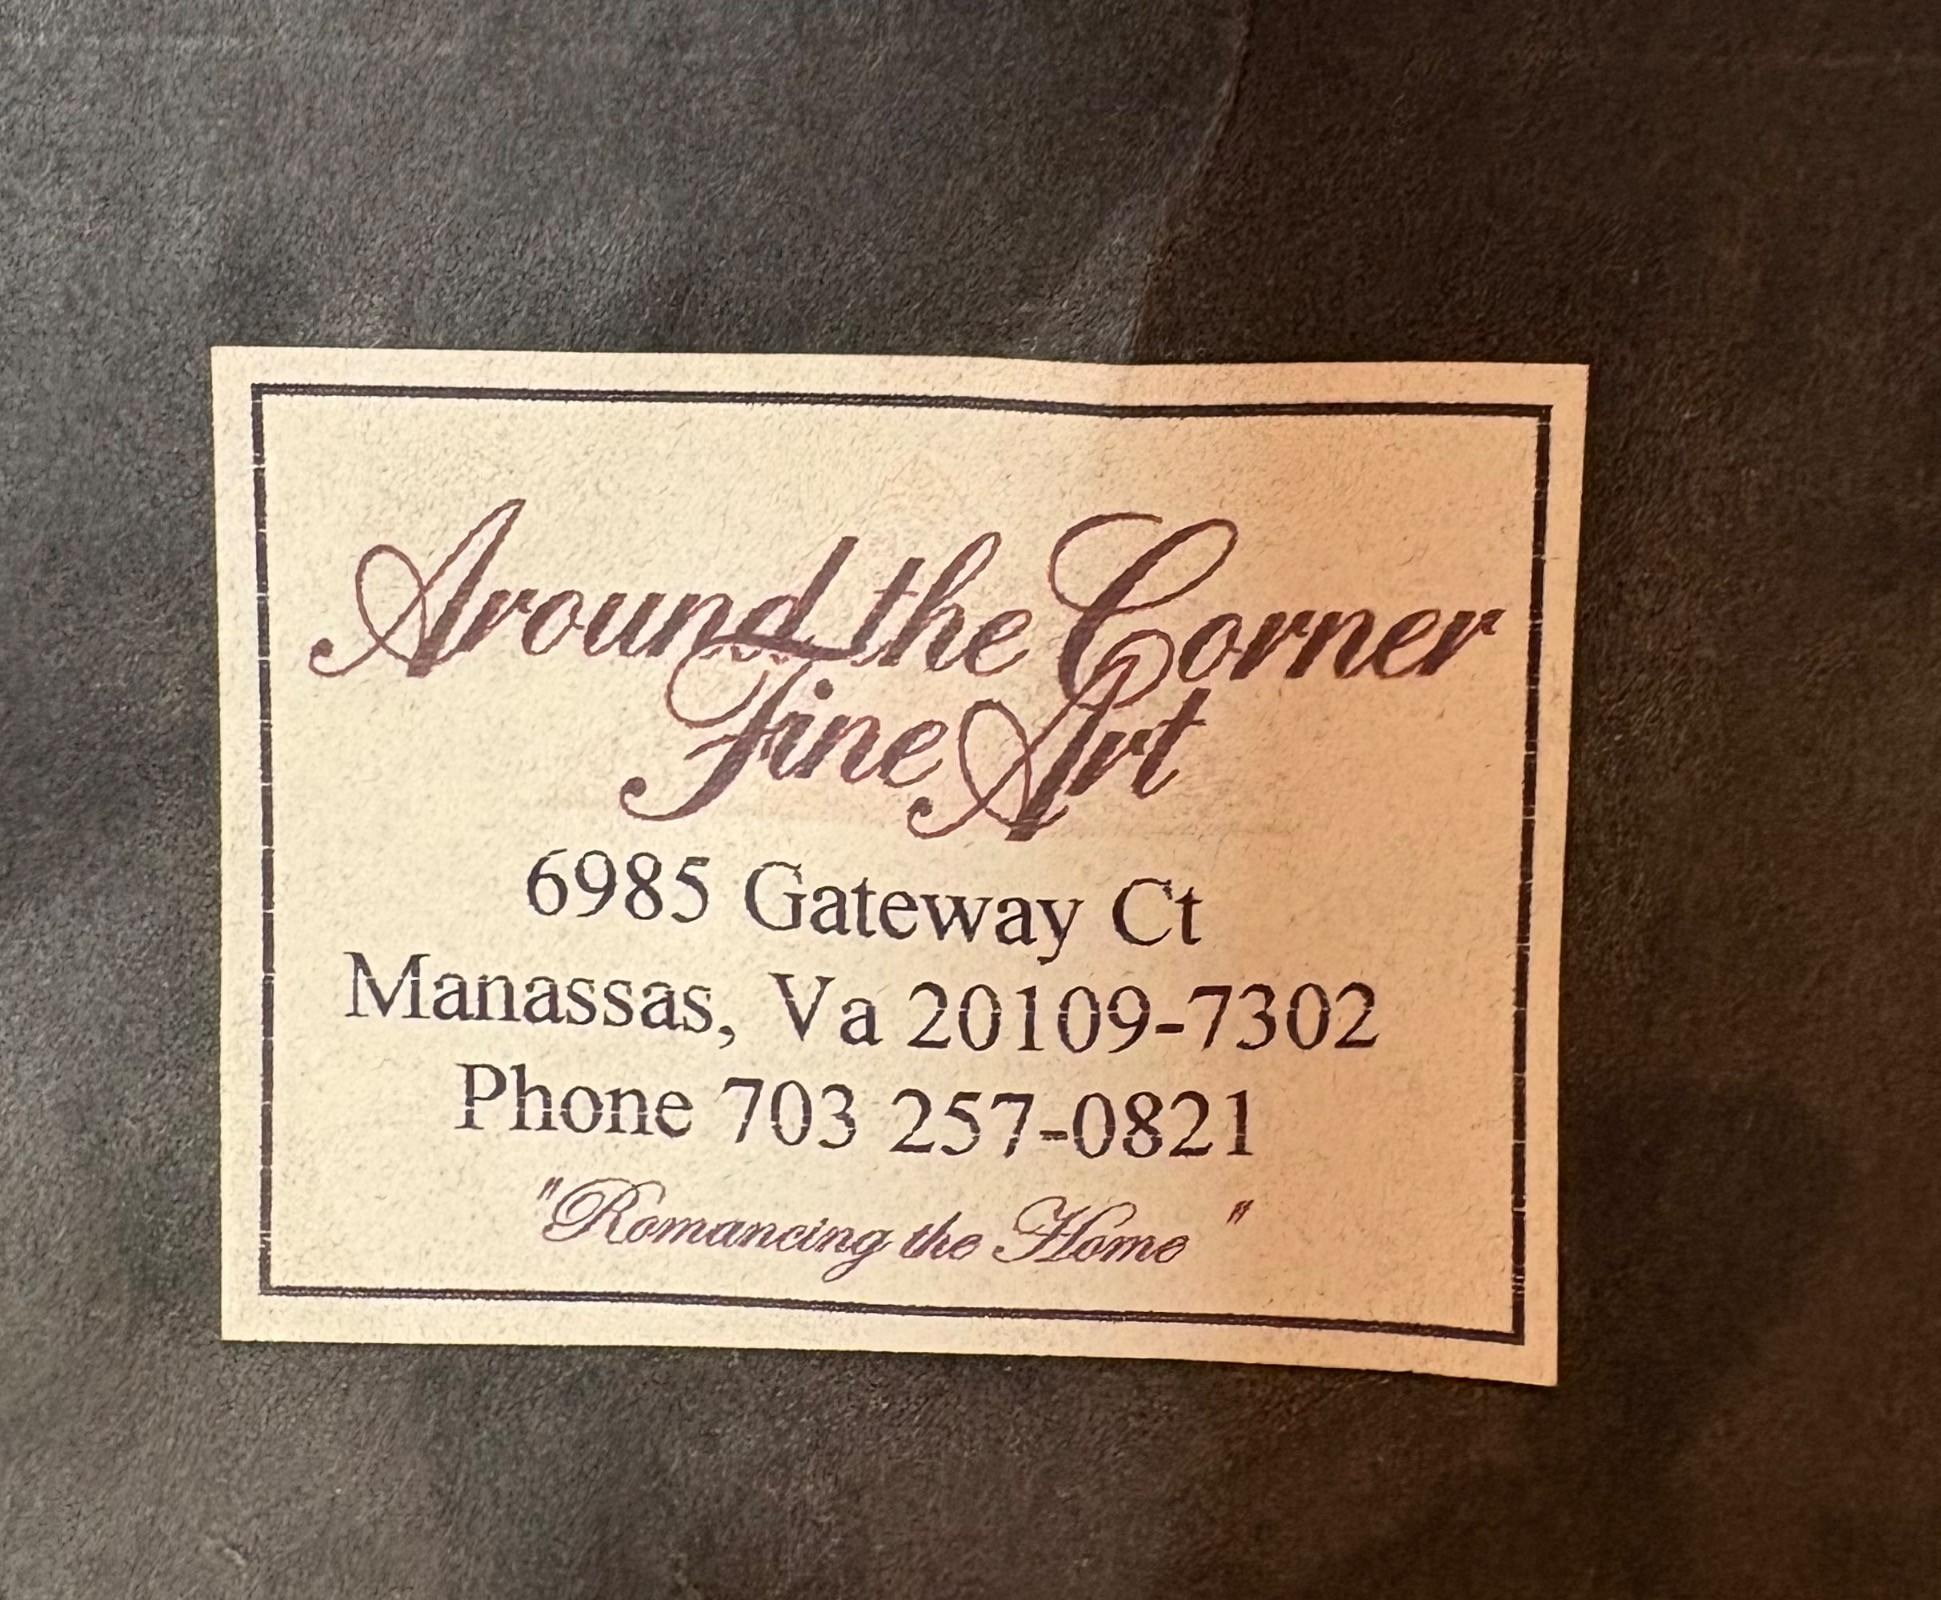 Around the Corner
Fine Art
6985 Gateway Ct
Manassas, Va 20109-7302
Phone 703 257-0821
"Romancing the Home "